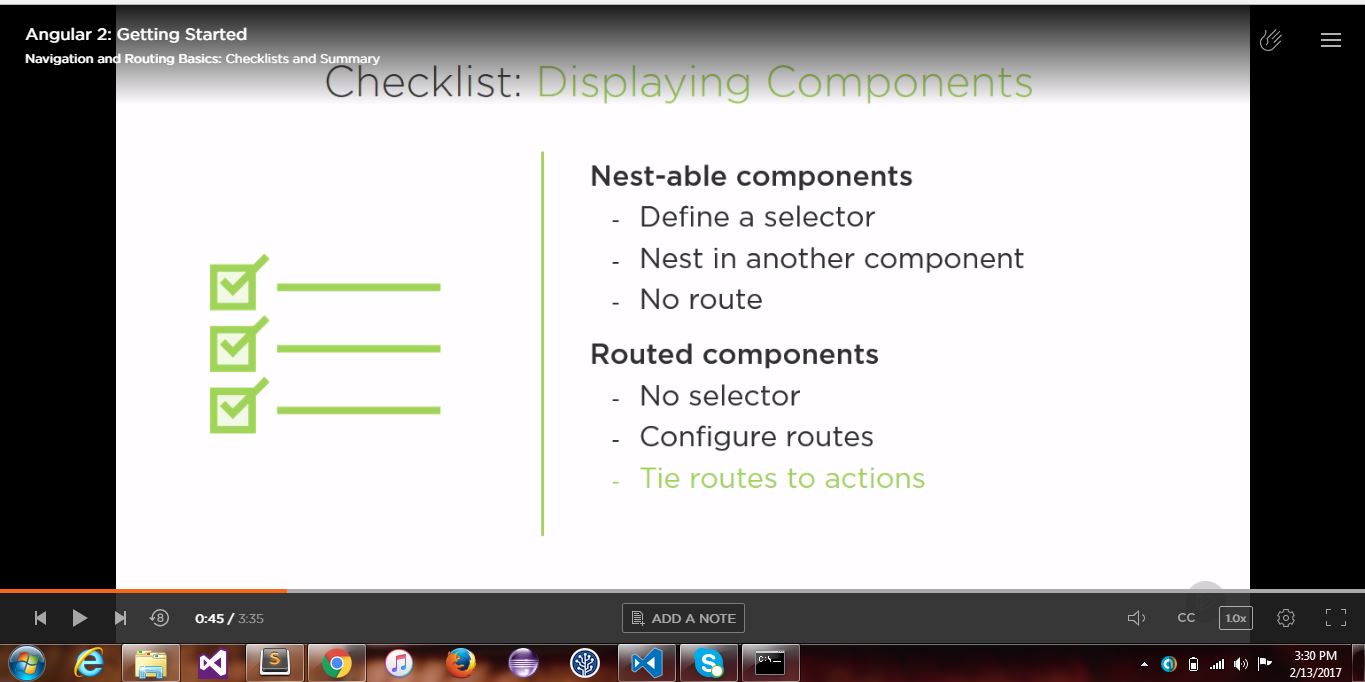 Angular 2: Getting Started
Navigation and Routing Basics: Checklists and Summary
Checklist: Displaying Components
Nest-able components
- Define a selector
- Nest in another component
- No route
Routed components
- No selector
- Configure routes
- Tie routes to actions
8
0:45 / 3:35
ADD A NOTE
CC
1.0x
S
C:\
3:30 PM
2/13/2017